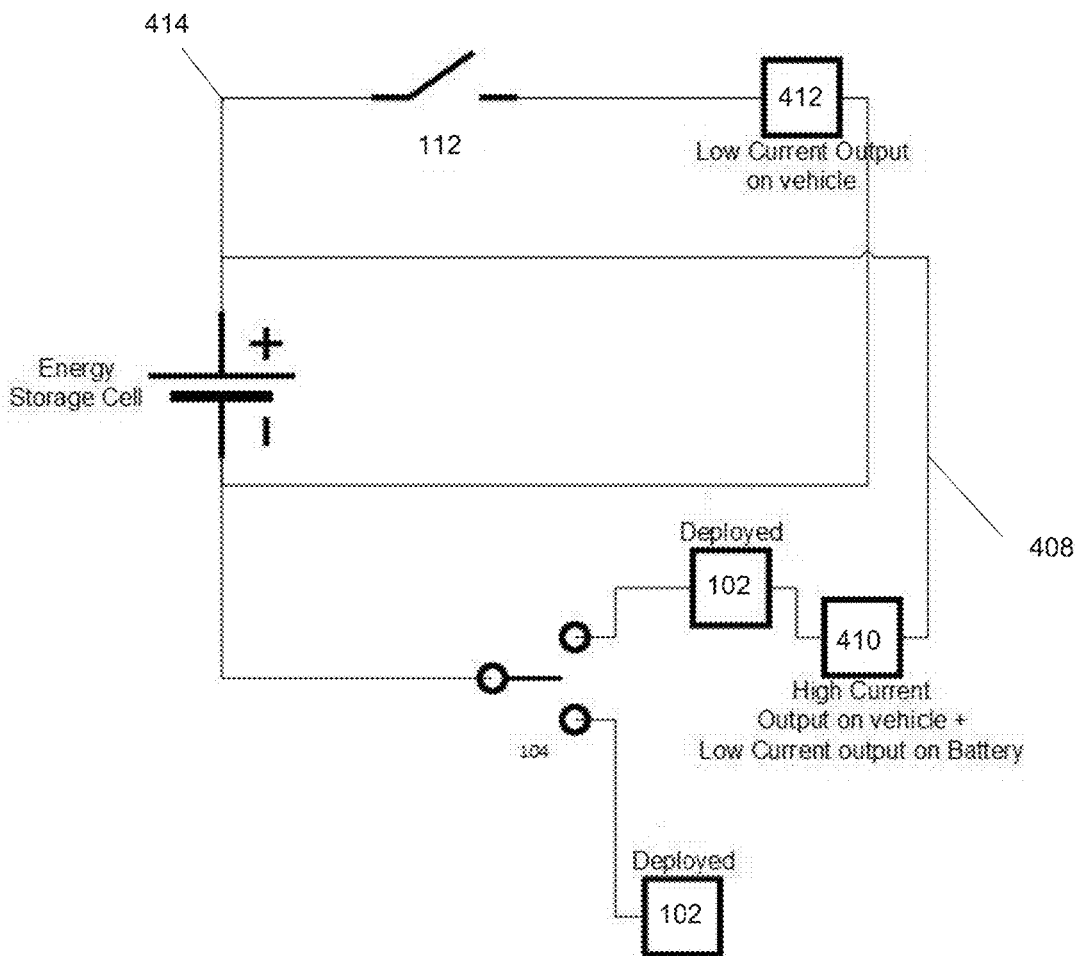 414
112
412
Low Current Output
on vehicle
+
Energy
Storage Cell
−
408
Deployed
102
410
High Current
Output on vehicle +
Low Current output on Battery
104
Deployed
102